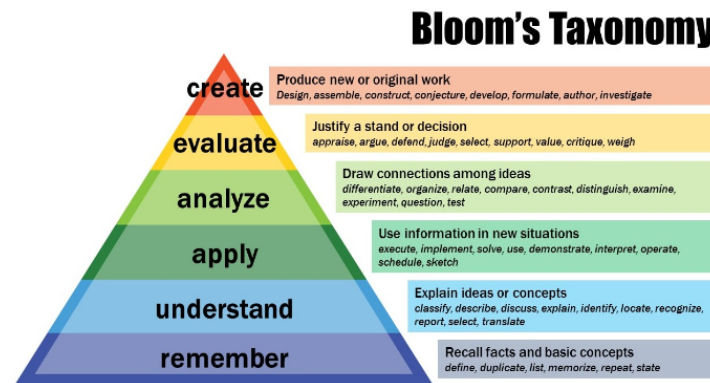 Bloom's Taxonomy
create
Produce new or original work
Design, assemble, construct, conjecture, develop, formulate, author, investigate
evaluate
Justify a stand or decision
appraise, argue, defend, judge, select, support, value, critique, weigh
analyze
Draw connections among ideas
differentiate, organize, relate, compare, contrast, distinguish, examine,
experiment, question, test
apply
Use information in new situations
execute, implement, solve, use, demonstrate, interpret, operate,
schedule, sketch
understand
Explain ideas or concepts
classify, describe, discuss, explain, identify, locate, recognize,
report, select, translate
remember
Recall facts and basic concepts
define, duplicate, list, memorize, repeat, state